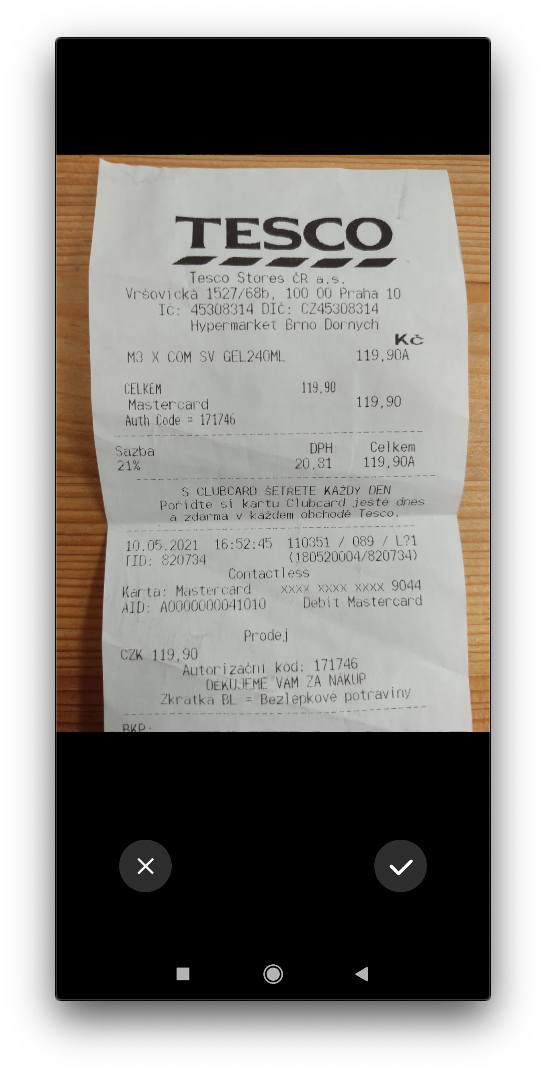 TESCO
Tesco Stores ČR a.s.
Vršovická 1527/68b, 100 00 Praha 10
IČ: 45308314 DIČ: CZ45308314
Hypermarket Brno Dornych
Kč
M3 X COM SV GEL240ML 119,90A
CELKEM 119,90
Mastercard 119,90
Auth Code = 171746
Sazba DPH Celkem
21% 20,81 119,90A
S CLUBCARD ŠETŘETE KAŽDÝ DEN
Pořiďte si kartu Clubcard ještě dnes
a zdarma v každém obchodě Tesco.
10.05.2021 16:52:45 110351 / 089 / L?1
TID: 820734 (180520004/820734)
Contactless
Karta: Mastercard xxxx xxxx xxxx 9044
AID: A0000000041010 Debit Mastercard
Prodej
CZK 119,90
Autorizační kód: 171746
DĚKUJEME VÁM ZA NÁKUP
Zkratka BL = Bezlepkové potraviny
BKP: